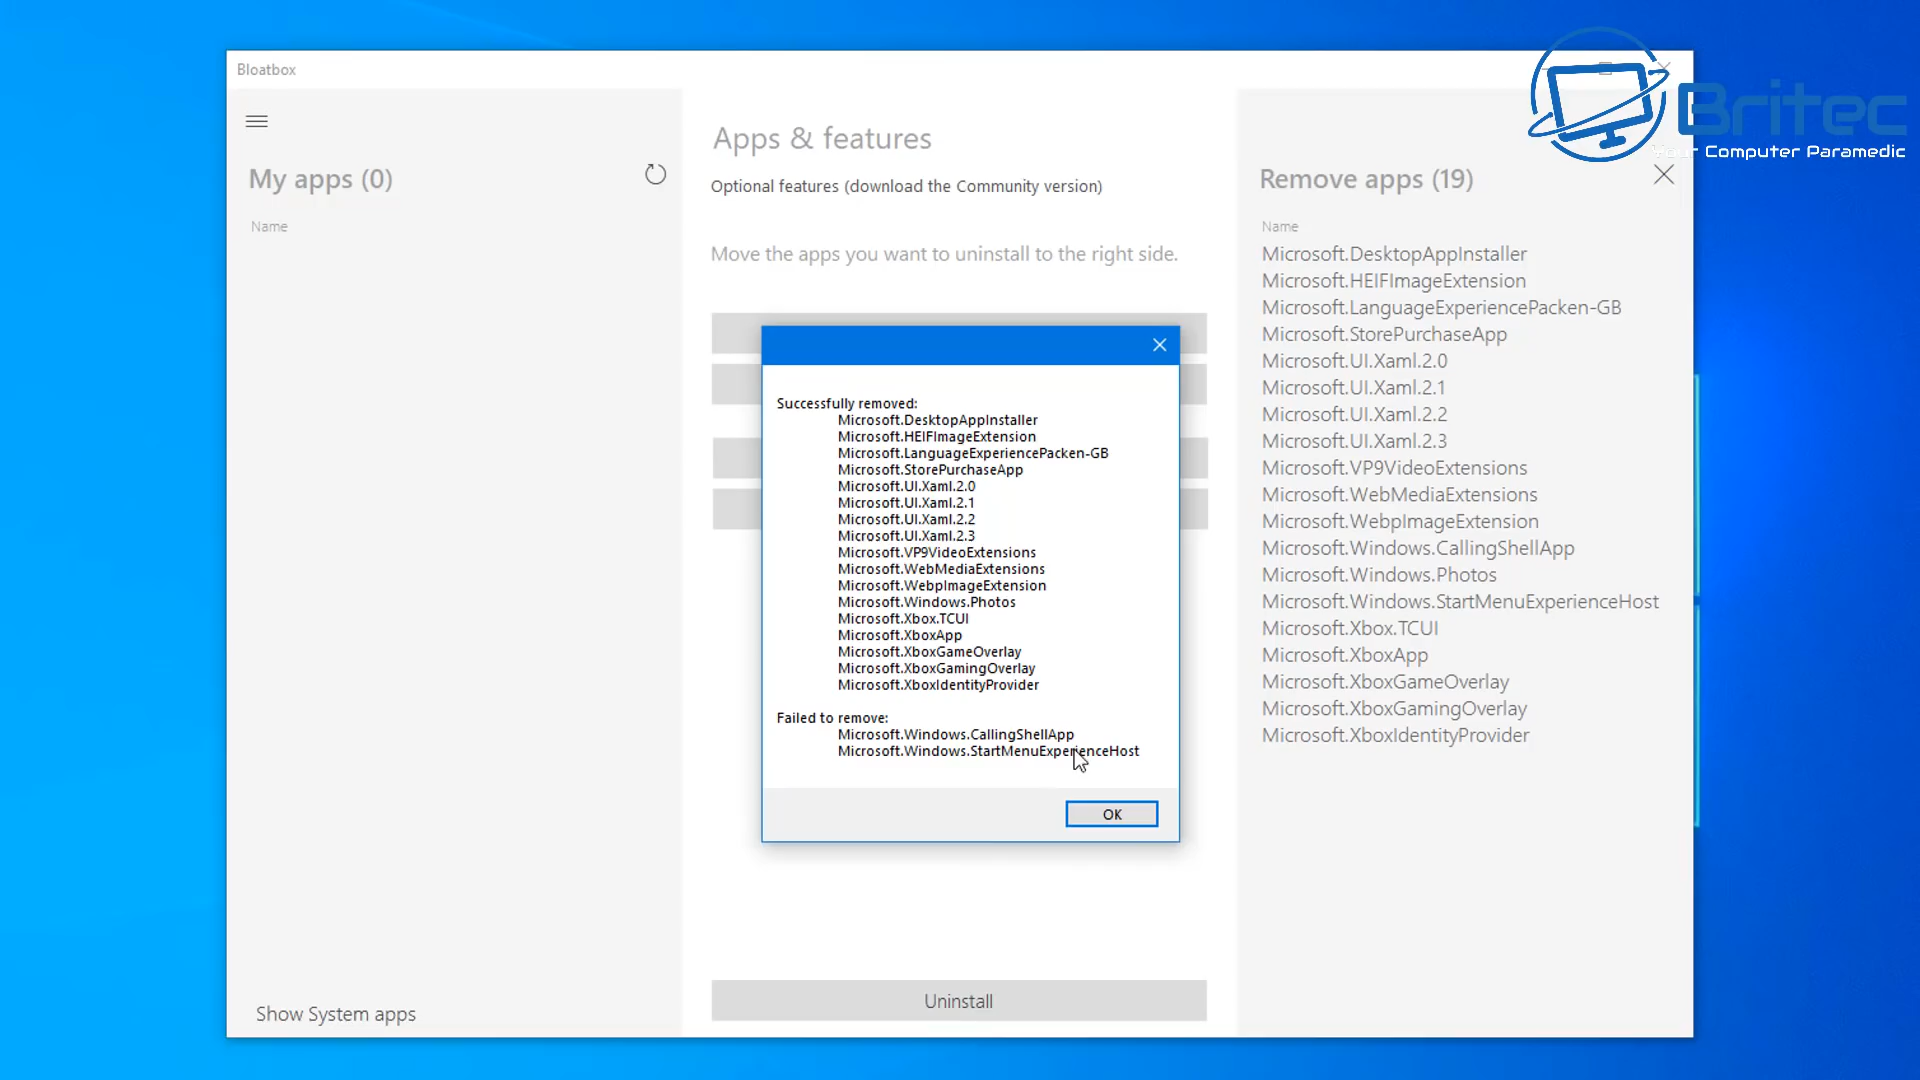 Bloatbox
Britec
Your Computer Paramedic
My apps (0)
Name
Show System apps
Apps & features
Optional features (download the Community version)
Move the apps you want to uninstall to the right side.
Successfully removed:
Microsoft.DesktopAppInstaller
Microsoft.HEIFImageExtension
Microsoft.LanguageExperiencePacken-GB
Microsoft.StorePurchaseApp
Microsoft.UI.Xaml.2.0
Microsoft.UI.Xaml.2.1
Microsoft.UI.Xaml.2.2
Microsoft.UI.Xaml.2.3
Microsoft.VP9VideoExtensions
Microsoft.WebMediaExtensions
Microsoft.WebpImageExtension
Microsoft.Windows.Photos
Microsoft.Xbox.TCUI
Microsoft.XboxApp
Microsoft.XboxGameOverlay
Microsoft.XboxGamingOverlay
Microsoft.XboxIdentityProvider
Failed to remove:
Microsoft.Windows.CallingShellApp
Microsoft.Windows.StartMenuExperienceHost
OK
Uninstall
Remove apps (19)
Name
Microsoft.DesktopAppInstaller
Microsoft.HEIFImageExtension
Microsoft.LanguageExperiencePacken-GB
Microsoft.StorePurchaseApp
Microsoft.UI.Xaml.2.0
Microsoft.UI.Xaml.2.1
Microsoft.UI.Xaml.2.2
Microsoft.UI.Xaml.2.3
Microsoft.VP9VideoExtensions
Microsoft.WebMediaExtensions
Microsoft.WebpImageExtension
Microsoft.Windows.CallingShellApp
Microsoft.Windows.Photos
Microsoft.Windows.StartMenuExperienceHost
Microsoft.Xbox.TCUI
Microsoft.XboxApp
Microsoft.XboxGameOverlay
Microsoft.XboxGamingOverlay
Microsoft.XboxIdentityProvider